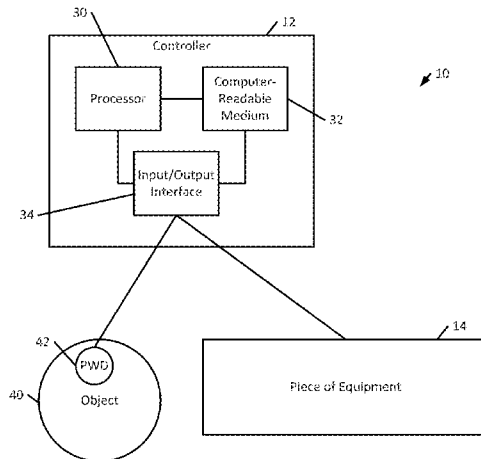 30
12
Controller
10
Processor
Computer-
Readable
Medium
32
Input/Output
Interface
34
42
14
PWD
40
Object
Piece of Equipment